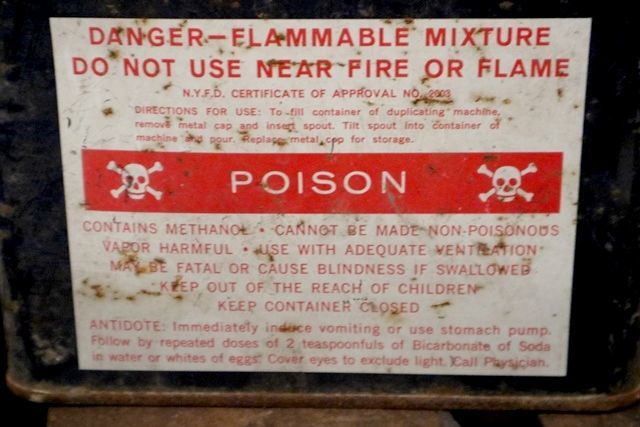 DANGER—FLAMMABLE MIXTURE
DO NOT USE NEAR FIRE OR FLAME
N.Y.F.D. CERTIFICATE OF APPROVAL NO. 2003
DIRECTIONS FOR USE: To fill container of duplicating machine,
remove metal cap and insert spout. Tilt spout into container of
machine and pour. Replace metal cap for storage.
POISON
CONTAINS METHANOL • CANNOT BE MADE NON-POISONOUS
VAPOR HARMFUL • USE WITH ADEQUATE VENTILATION
MAY BE FATAL OR CAUSE BLINDNESS IF SWALLOWED
KEEP OUT OF THE REACH OF CHILDREN
KEEP CONTAINER CLOSED
ANTIDOTE: Immediately induce vomiting or use stomach pump.
Follow by repeated doses of 2 teaspoonfuls of Bicarbonate of Soda
in water or whites of eggs. Cover eyes to exclude light. Call Physician.